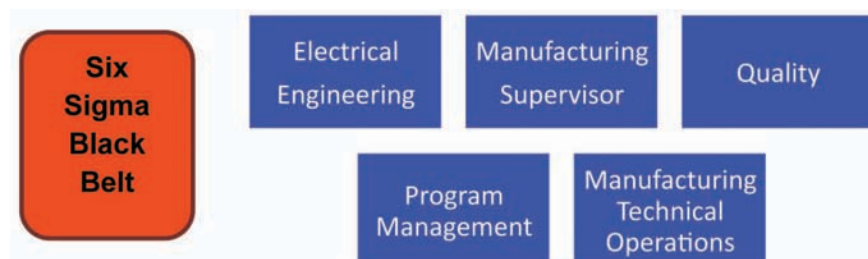 Six
Sigma
Black
Belt
Electrical
Engineering
Manufacturing
Supervisor
Quality
Program
Management
Manufacturing
Technical
Operations